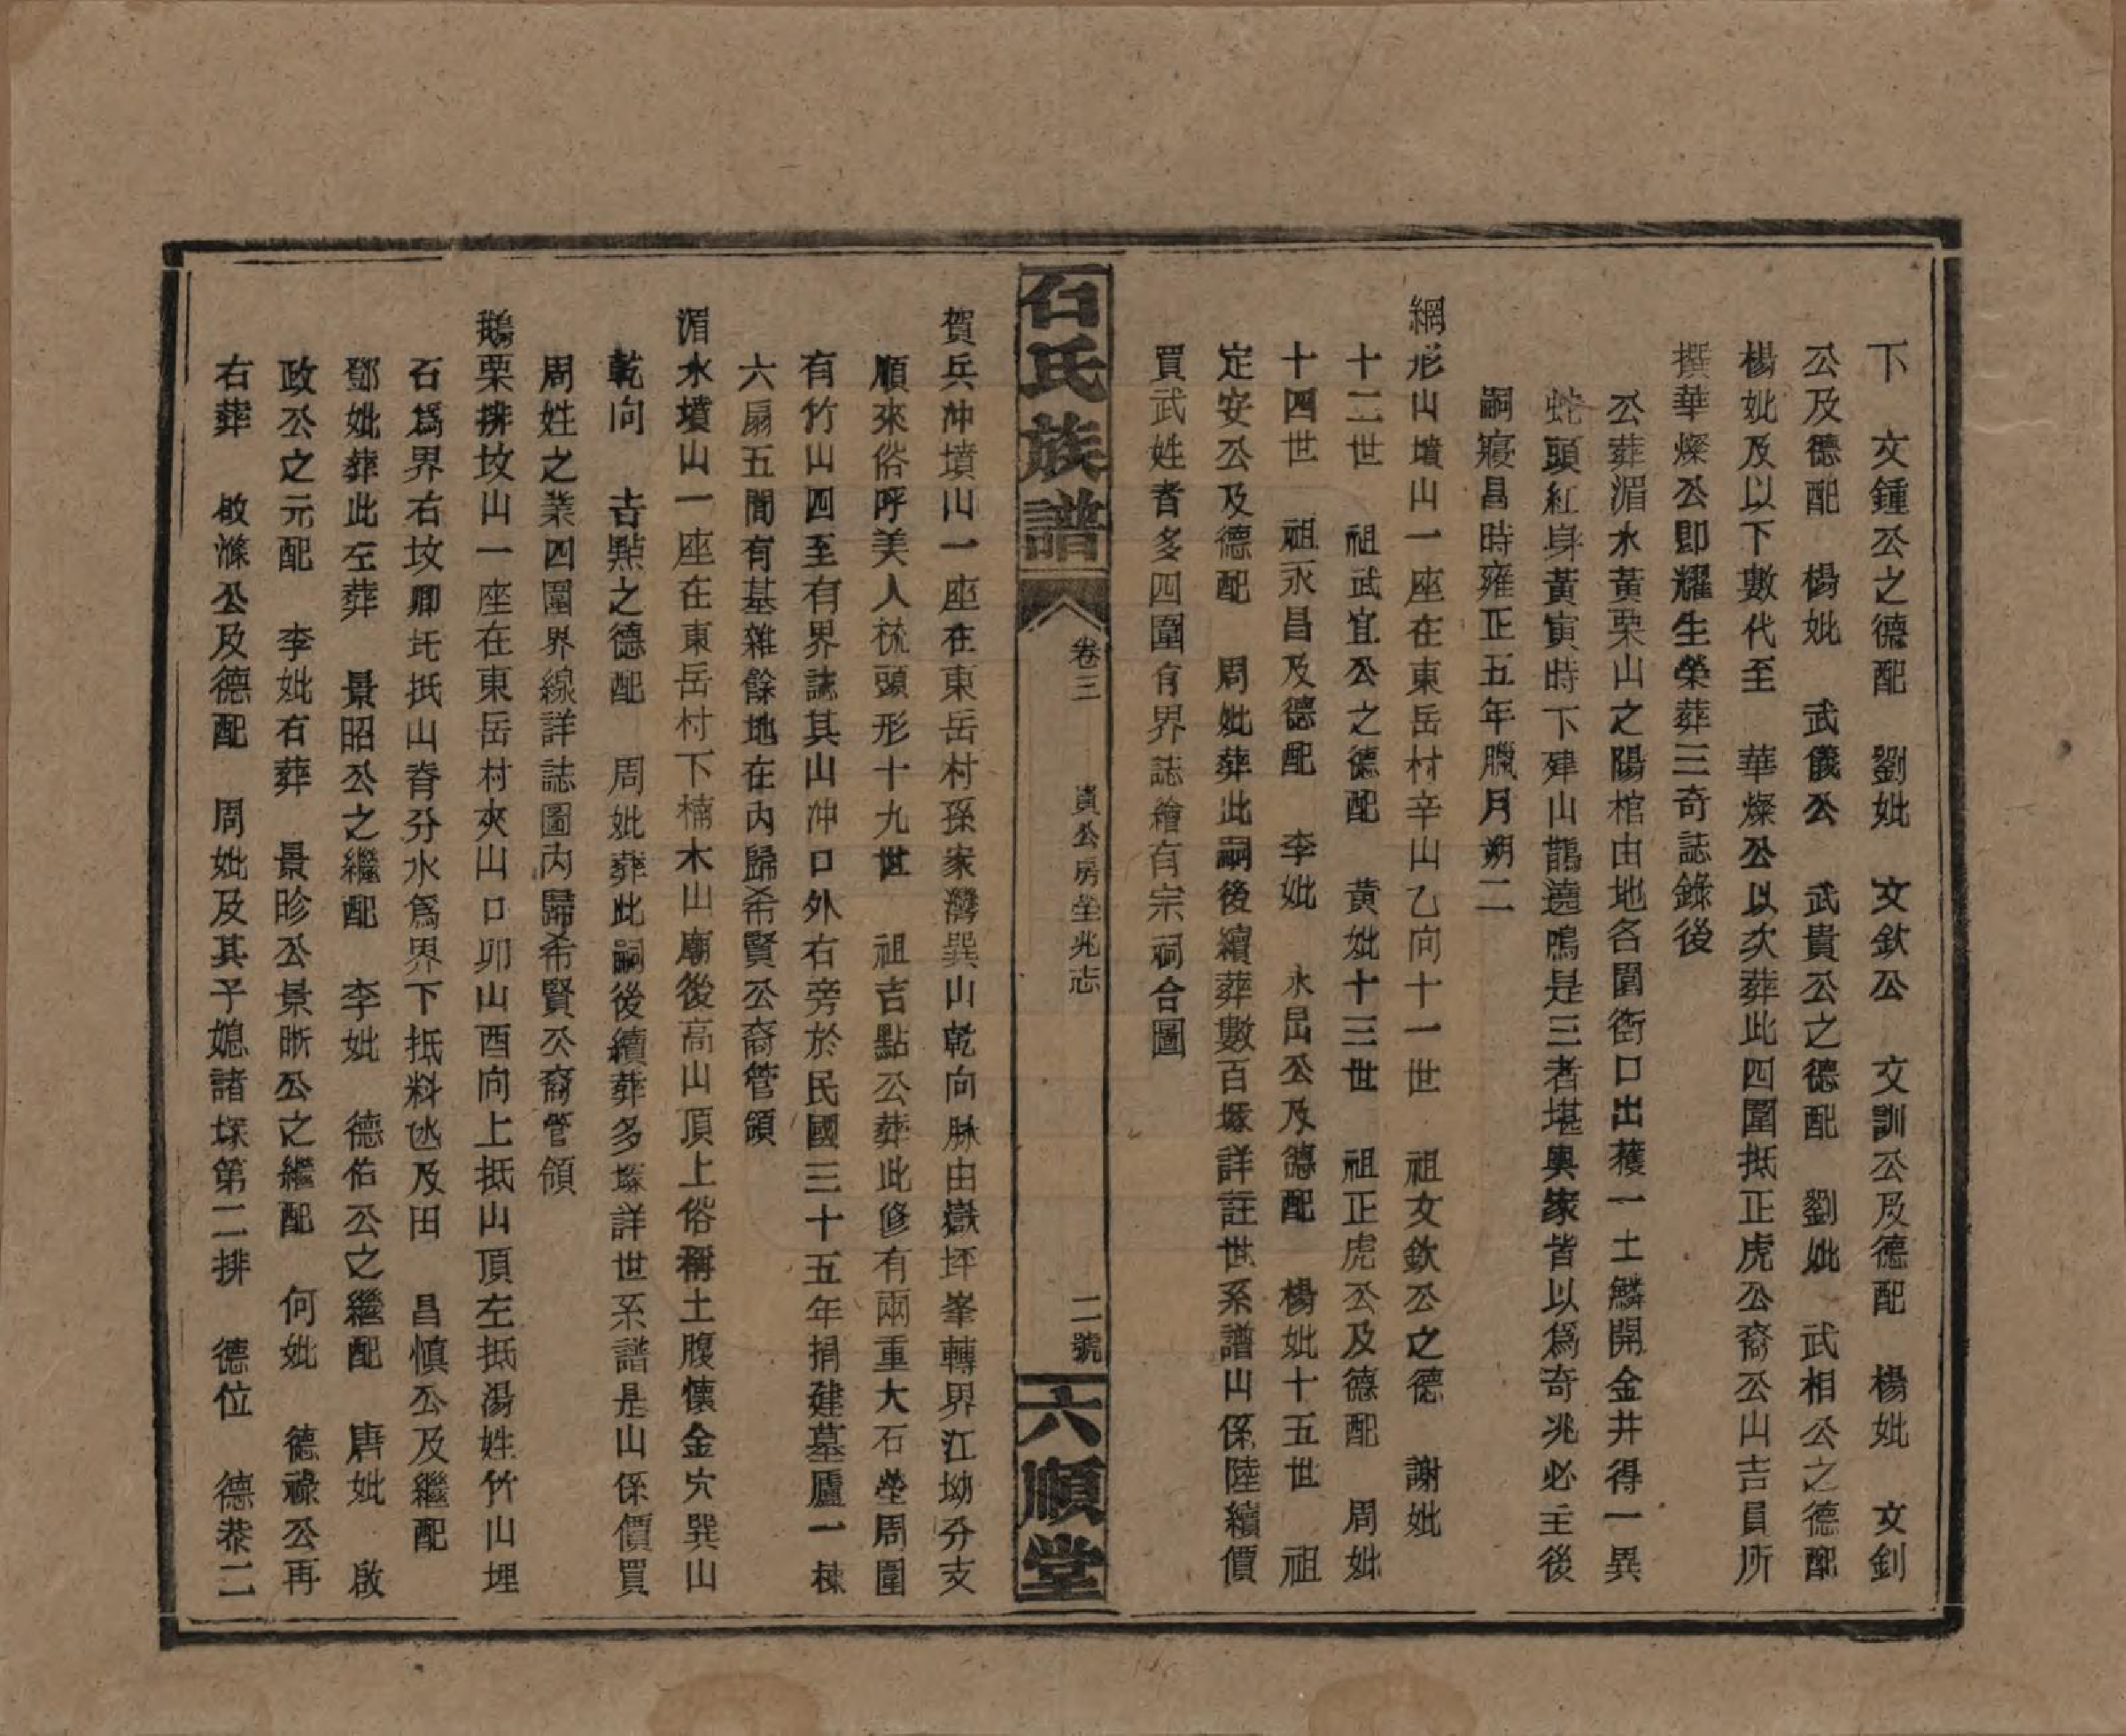 下　文鍾公之德配　劉妣　文欽公　文訓公及德配　楊妣　文釗
公及德配　楊妣　武儀公　武貴公之德配　劉妣　武相公之德配
楊妣及以下數代至　華燦公以次葬此四圍抵正虎公裔公山吉員所
撰華燦公即耀生榮葬三奇誌錄後
公葬湄水黃栗山之陽棺由地名圍衝口出獲一土鱗開金井得一異
蛇頭紅身黃寅時下肂山鵲遶鳴是三者堪輿家皆以爲奇兆必主後
嗣寢昌時雍正五年臘月朔二
網形山墳山一座在東岳村辛山乙向十一世　祖文欽公之德　謝妣
十二世　祖武宜公之德配　黃妣十三世　祖正虎公及德配　周妣
十四世　祖永昌及德配　李妣　永昆公及德配　楊妣十五世　祖
定安公及德配　周妣葬此嗣後續葬數百塚詳註世系譜山係陸續價
買武姓者多四圍有界誌繪有宗祠合圖
石氏族譜
卷三　貴公房塋兆志
二號
六順堂
賀兵冲墳山一座在東岳村孫家灣巽山乾向脉由嶽坪峯轉界江坳分支
順來俗呼美人梳頭形十九世　祖吉點公葬此修有兩重大石塋周圍
有竹山四至有界誌其山冲口外右旁於民國三十五年捐建墓廬一棟
六扇五間有基雜餘地在內歸希賢公裔管領
湄水墳山一座在東岳村下楠木山廟後高山頂上俗稱土腹懷金穴巽山
乾向　吉點之德配　周妣葬此嗣後續葬多塚詳世系譜是山係價買
周姓之業四圍界線詳誌圖內歸希賢公裔管領
鵝栗排坟山一座在東岳村夾山口卯山酉向上抵山頂左抵湯姓竹山埋
石爲界右坟卿氏抵山脊分水爲界下抵料氹及田　昌慎公及繼配
鄧妣葬此左葬　景昭公之繼配　李妣　德佑公之繼配　唐妣　啟
政公之元配　李妣右葬　景昣公景晰公之繼配　何妣　德祿公再
右葬　啟滌公及德配　周妣及其子媳諸塚第二排　德位　德恭二